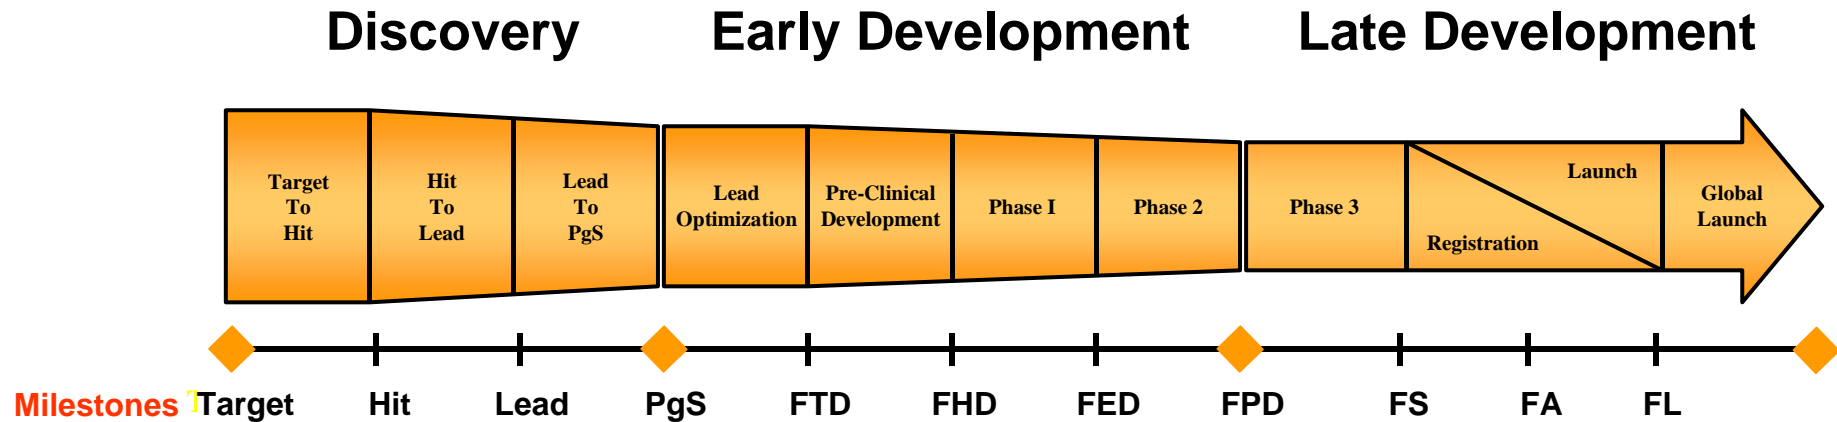 Discovery Early Development Late Development
Target
To
Hit
Hit
To
Lead
Lead
To
PgS
Lead
Optimization
Pre-Clinical
Development
Phase I
Phase 2
Phase 3
Launch
Registration
Global
Launch
Milestones T Target Hit Lead PgS FTD FHD FED FPD FS FA FL